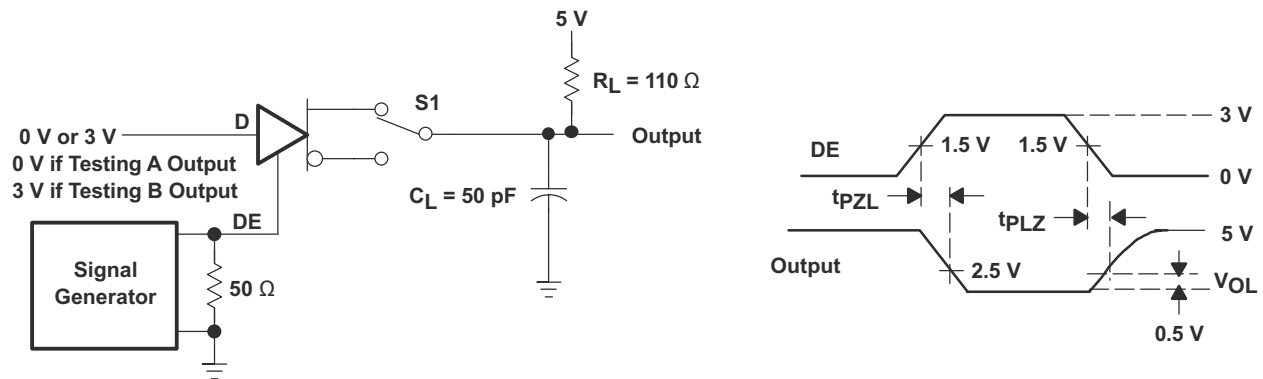 5 V
R_L = 110 Ω
S1
D
0 V or 3 V
Output
0 V if Testing A Output
3 V if Testing B Output
C_L = 50 pF
DE
Signal
Generator
50 Ω
3 V
DE
1.5 V
1.5 V
0 V
t_PZL
t_PLZ
5 V
Output
2.5 V
V_OL
0.5 V